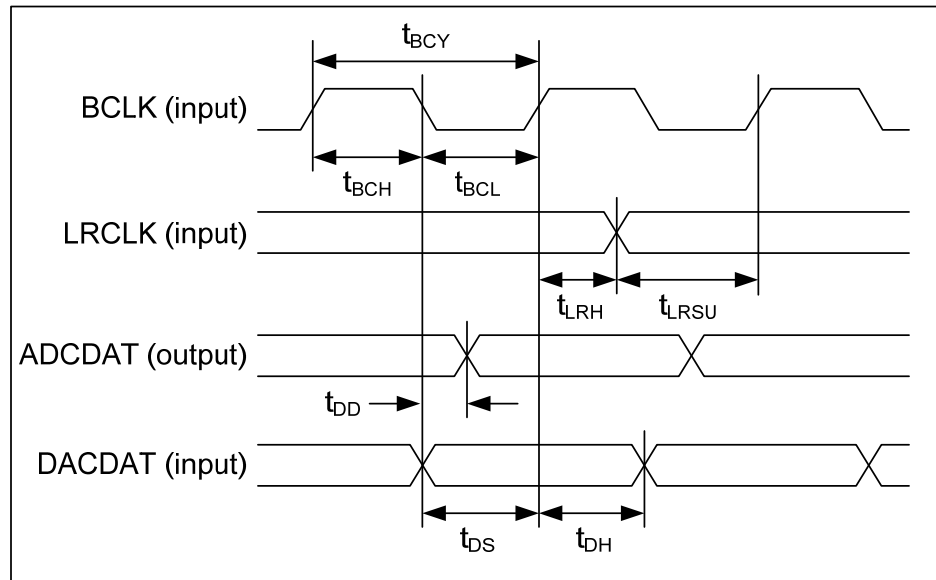 tBCY
BCLK (input)
tBCH
tBCL
LRCLK (input)
tLRH
tLRSU
ADCDAT (output)
tDD
DACDAT (input)
tDS
tDH